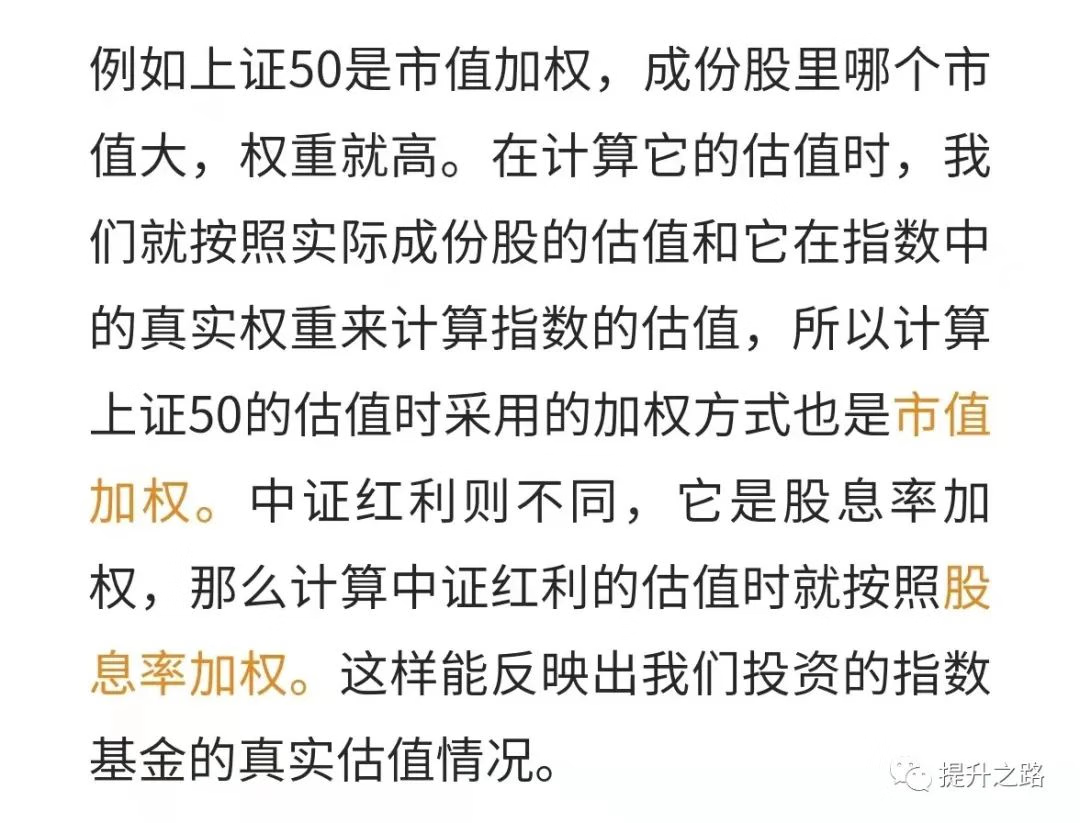 例如上证50是市值加权，成份股里哪个市
值大，权重就高。在计算它的估值时，我
们就按照实际成份股的估值和它在指数中
的真实权重来计算指数的估值，所以计算
上证50的估值时采用的加权方式也是市值
加权。中证红利则不同，它是股息率加
权，那么计算中证红利的估值时就按照股
息率加权。这样能反映出我们投资的指数
基金的真实估值情况。
提升之路